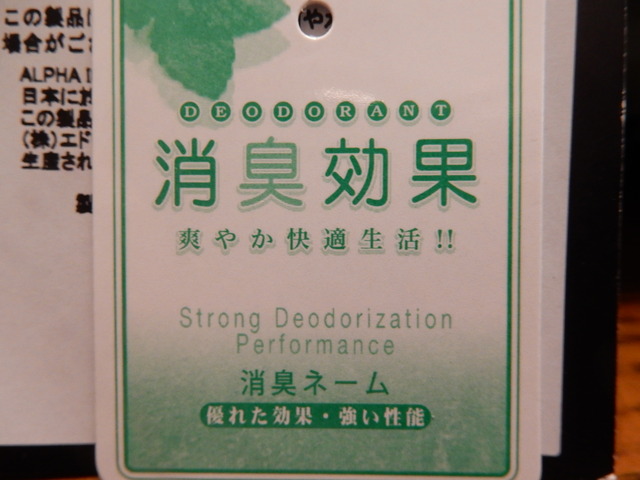 この製品
場合がご
ALPHA I
日本に
この製品
(株)エド
生産され
製
DEODORANT
消臭効果
爽やか快適生活!!
Strong Deodorization
Performance
消臭ネーム
優れた効果・強い性能